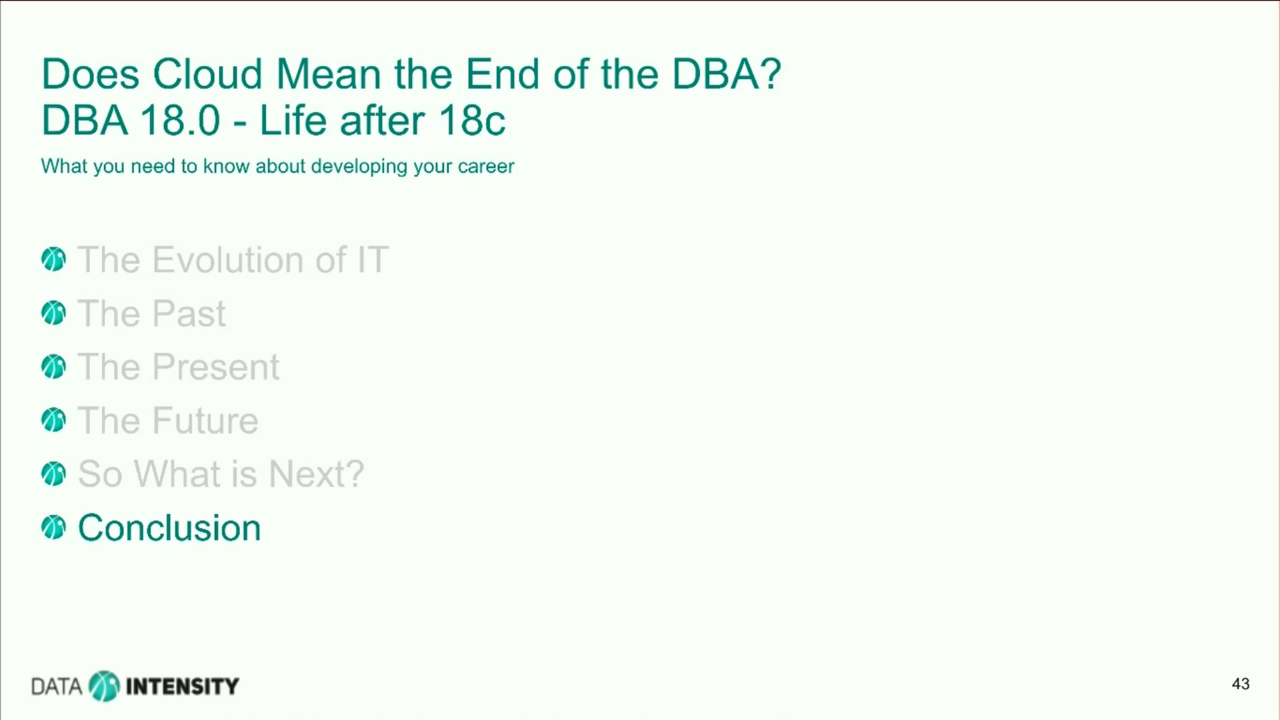 Does Cloud Mean the End of the DBA?
DBA 18.0 - Life after 18c
What you need to know about developing your career
The Evolution of IT
The Past
The Present
The Future
So What is Next?
Conclusion
DATA INTENSITY
43